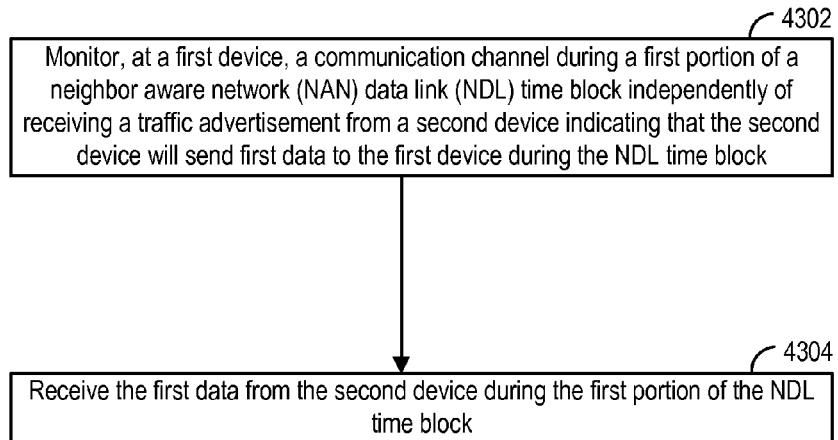 4302
Monitor, at a first device, a communication channel during a first portion of a
neighbor aware network (NAN) data link (NDL) time block independently of
receiving a traffic advertisement from a second device indicating that the second
device will send first data to the first device during the NDL time block
4304
Receive the first data from the second device during the first portion of the NDL
time block